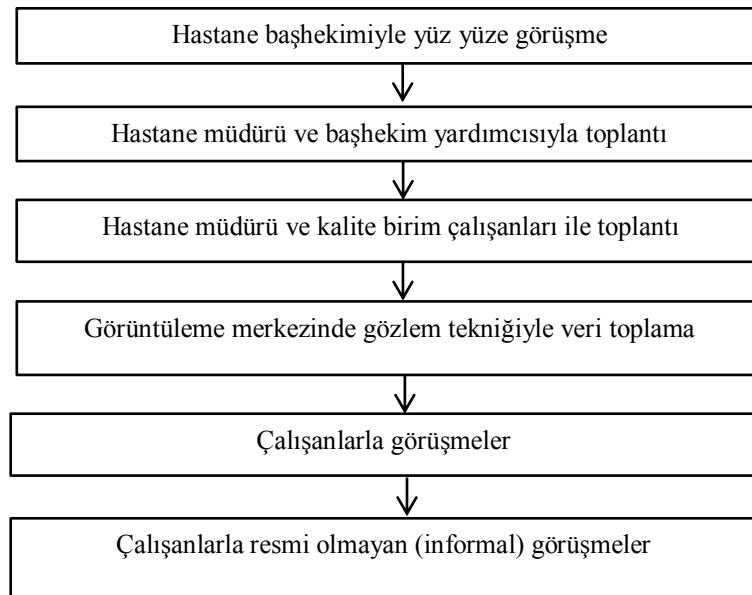 Hastane başhekimiyle yüz yüze görüşme
Hastane müdürü ve başhekim yardımcısıyla toplantı
Hastane müdürü ve kalite birim çalışanları ile toplantı
Görüntüleme merkezinde gözlem tekniğiyle veri toplama
Çalışanlarla görüşmeler
Çalışanlarla resmi olmayan (informal) görüşmeler